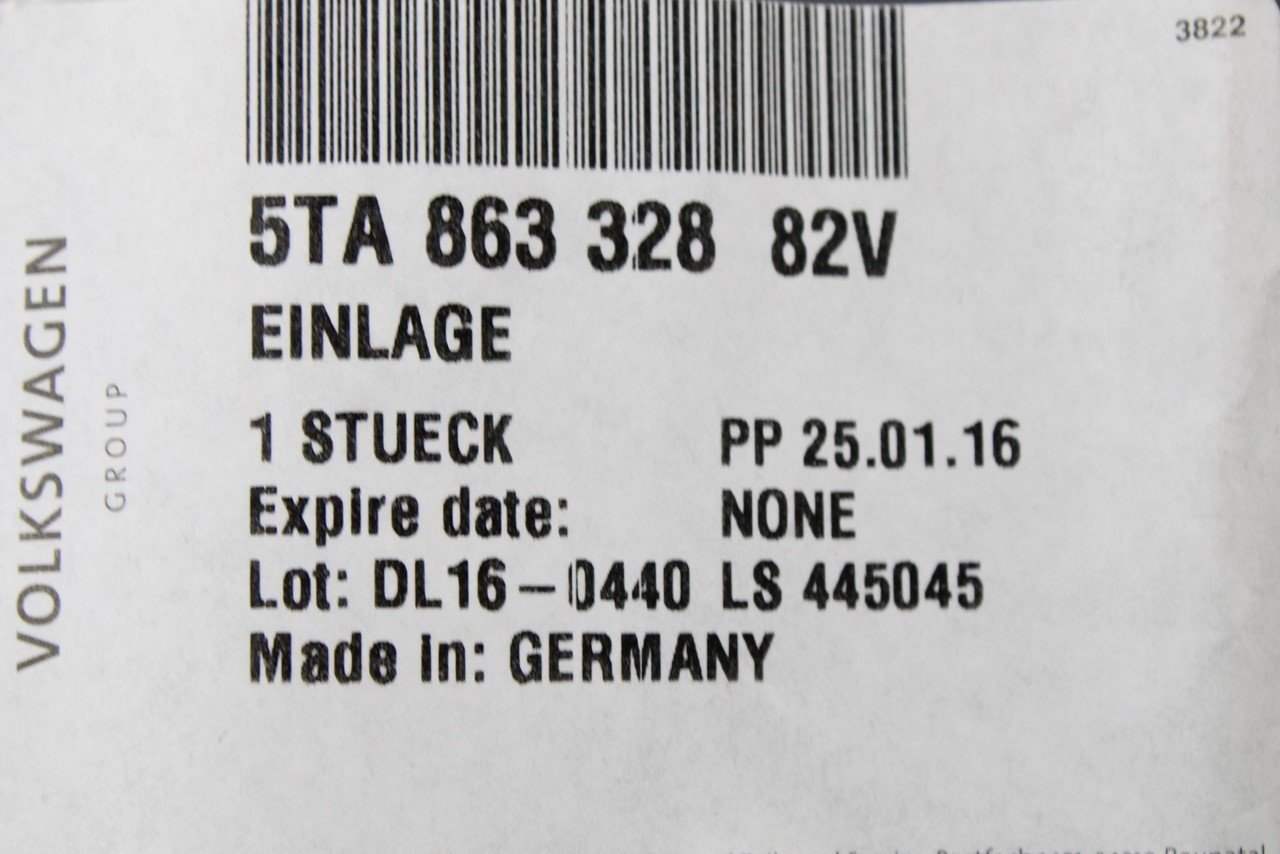 3822
5TA 863 328 82V
EINLAGE
1 STUECK PP 25.01.16
Expire date: NONE
Lot: DL16-0440 LS 445045
Made in: GERMANY
VOLKSWAGEN
GROUP